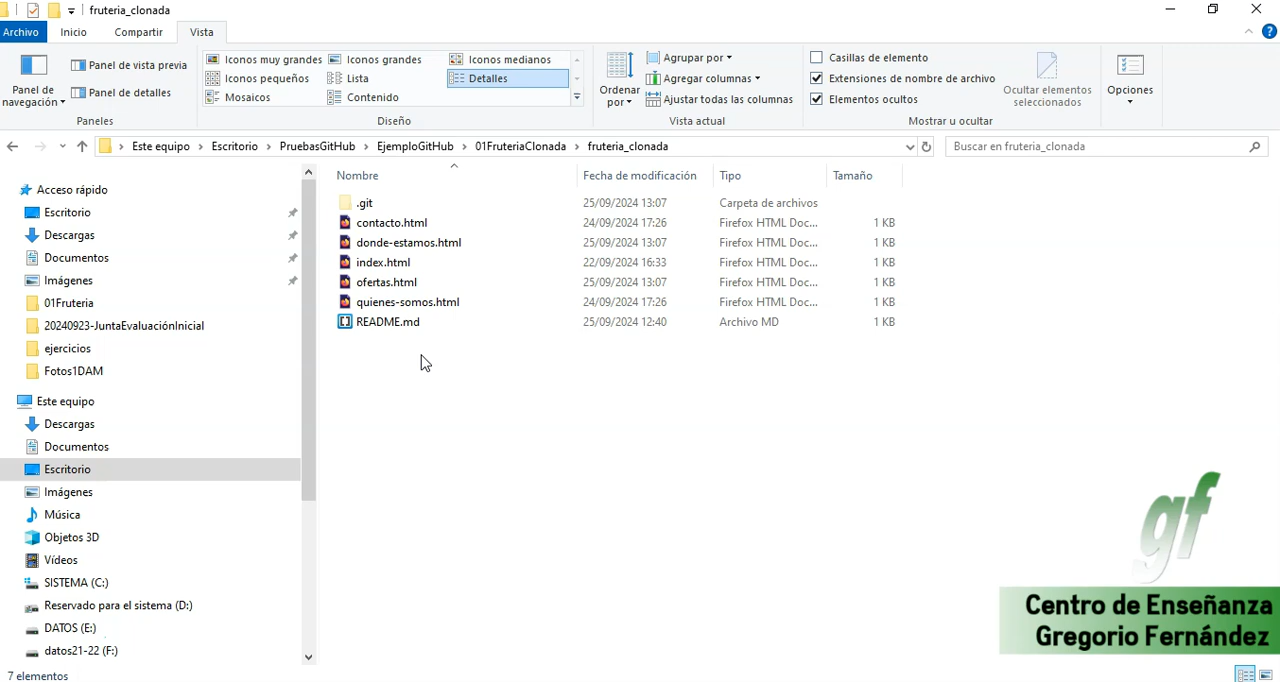 fruteria_clonada
Archivo Inicio Compartir Vista
Panel de navegación
Panel de vista previa
Panel de detalles
Paneles
Iconos muy grandes Iconos grandes Iconos medianos
Iconos pequeños Lista Detalles
Mosaicos Contenido
Diseño
Ordenar por
Agrupar por
Agregar columnas
Ajustar todas las columnas
Vista actual
Casillas de elemento
Extensiones de nombre de archivo
Elementos ocultos
Ocultar elementos seleccionados
Mostrar u ocultar
Opciones
Este equipo > Escritorio > PruebasGitHub > EjemploGitHub > 01FruteriaClonada > fruteria_clonada
Buscar en fruteria_clonada
Acceso rápido
Escritorio
Descargas
Documentos
Imágenes
01Fruteria
20240923-JuntaEvaluaciónInicial
ejercicios
Fotos1DAM
Este equipo
Descargas
Documentos
Escritorio
Imágenes
Música
Objetos 3D
Vídeos
SISTEMA (C:)
Reservado para el sistema (D:)
DATOS (E:)
datos21-22 (F:)
Nombre Fecha de modificación Tipo Tamaño
.git 25/09/2024 13:07 Carpeta de archivos
contacto.html 24/09/2024 17:26 Firefox HTML Doc... 1 KB
donde-estamos.html 25/09/2024 13:07 Firefox HTML Doc... 1 KB
index.html 22/09/2024 16:33 Firefox HTML Doc... 1 KB
ofertas.html 25/09/2024 13:07 Firefox HTML Doc... 1 KB
quienes-somos.html 24/09/2024 17:26 Firefox HTML Doc... 1 KB
README.md 25/09/2024 12:40 Archivo MD 1 KB
gf
Centro de Enseñanza
Gregorio Fernández
7 elementos